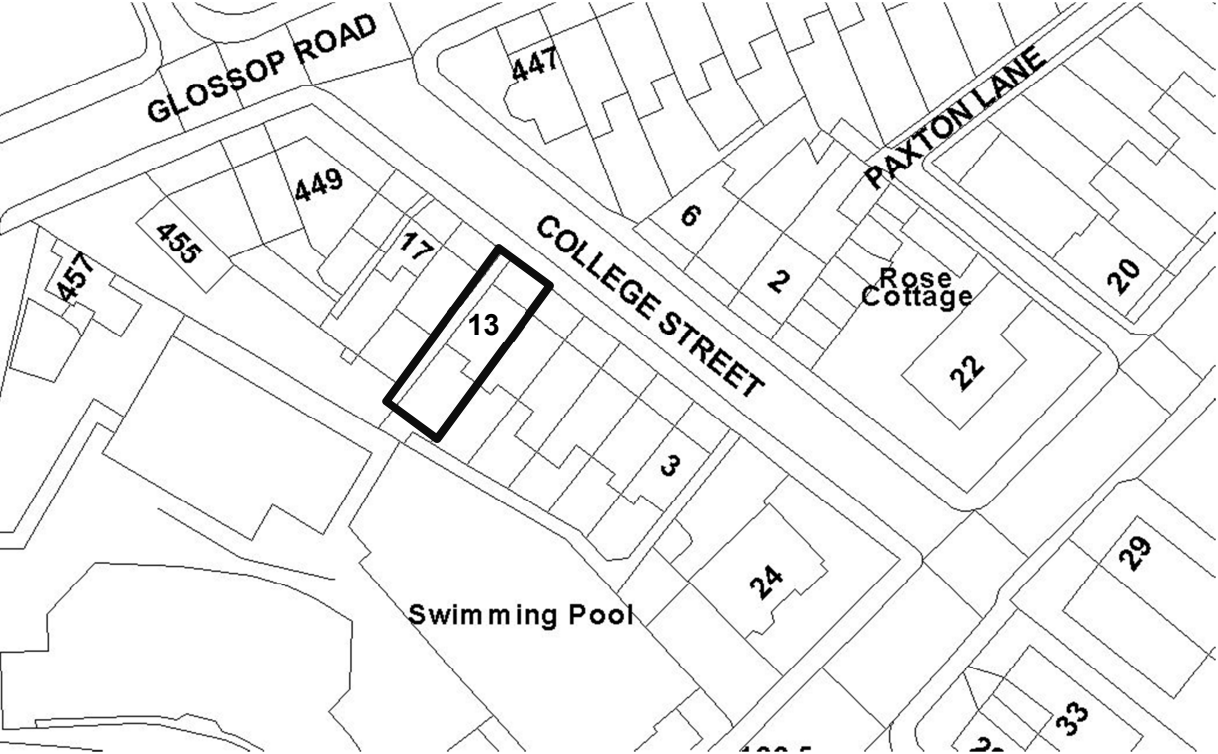 GLOSSOP ROAD
447
PAXTON LANE
449
455
457
17
6
COLLEGE STREET
2
Rose
Cottage
20
13
22
3
29
24
Swimming Pool
33